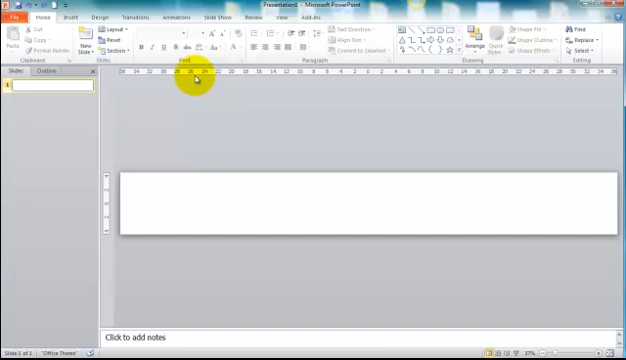 Presentation1 - Microsoft PowerPoint
File Home Insert Design Transitions Animations Slide Show Review View Add-Ins
Paste
Cut
Copy
Format Painter
Clipboard
New Slide
Layout
Reset
Section
Slides
Font
Text Direction
Align Text
Convert to SmartArt
Paragraph
Arrange
Quick Styles
Shape Fill
Shape Outline
Shape Effects
Drawing
Find
Replace
Select
Editing
Slides Outline
1
Click to add notes
Slide 1 of 1 "Office Theme" 37%